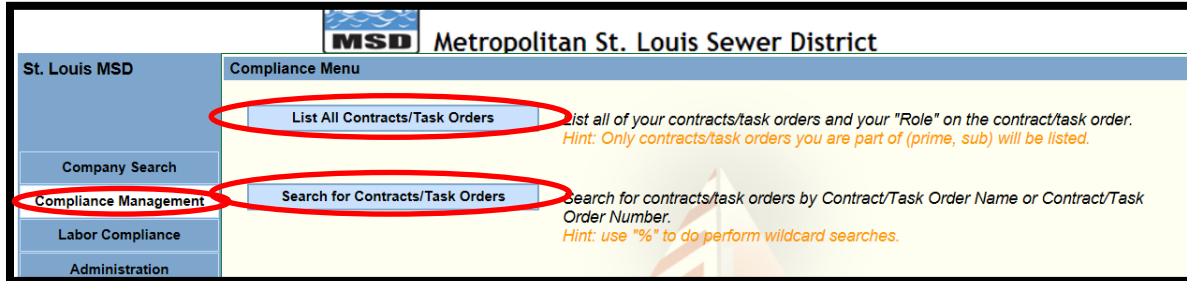 MSD Metropolitan St. Louis Sewer District
St. Louis MSD
Compliance Menu
List All Contracts/Task Orders
List all of your contracts/task orders and your "Role" on the contract/task order.
Hint: Only contracts/task orders you are part of (prime, sub) will be listed.
Company Search
Compliance Management
Search for Contracts/Task Orders
Search for contracts/task orders by Contract/Task Order Name or Contract/Task
Order Number.
Hint: use "%" to do perform wildcard searches.
Labor Compliance
Administration